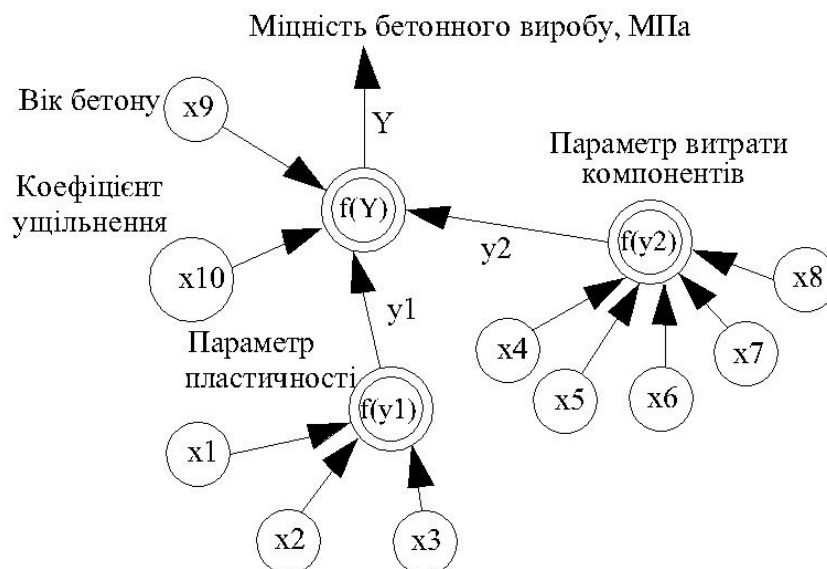 Міцність бетонного виробу, МПа
Вік бетону
x9
Y
Параметр витрати
компонентів
Коефіцієнт
ущільнення
f(Y)
f(y2)
y2
x10
x8
y1
x4
x7
Параметр
пластичності
x5
x6
f(y1)
x1
x2
x3